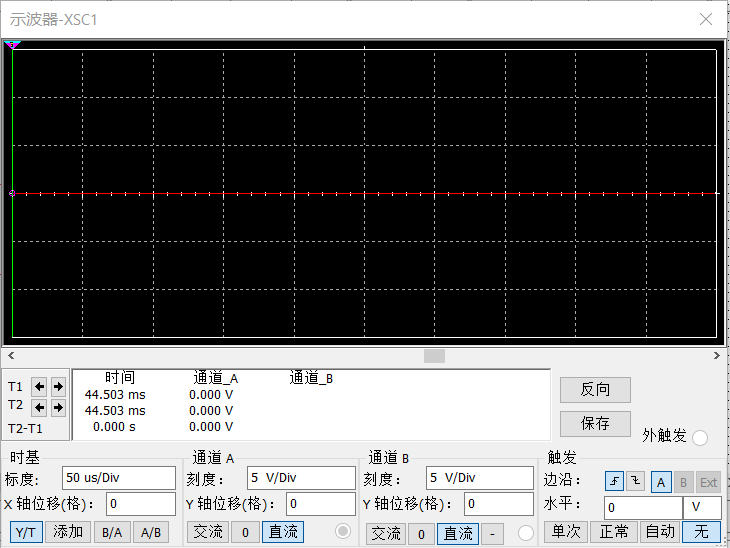 示波器-XSC1
时间 通道_A 通道_B
T1 44.503 ms 0.000 V
T2 44.503 ms 0.000 V
T2-T1 0.000 s 0.000 V
反向
保存
外触发
时基 通道 A 通道 B 触发
标度: 50 us/Div 刻度: 5 V/Div 刻度: 5 V/Div 边沿: A B Ext
X 轴位移(格): 0 Y 轴位移(格): 0 Y 轴位移(格): 0 水平: 0 V
Y/T 添加 B/A A/B 交流 0 直流 交流 0 直流 - 单次 正常 自动 无